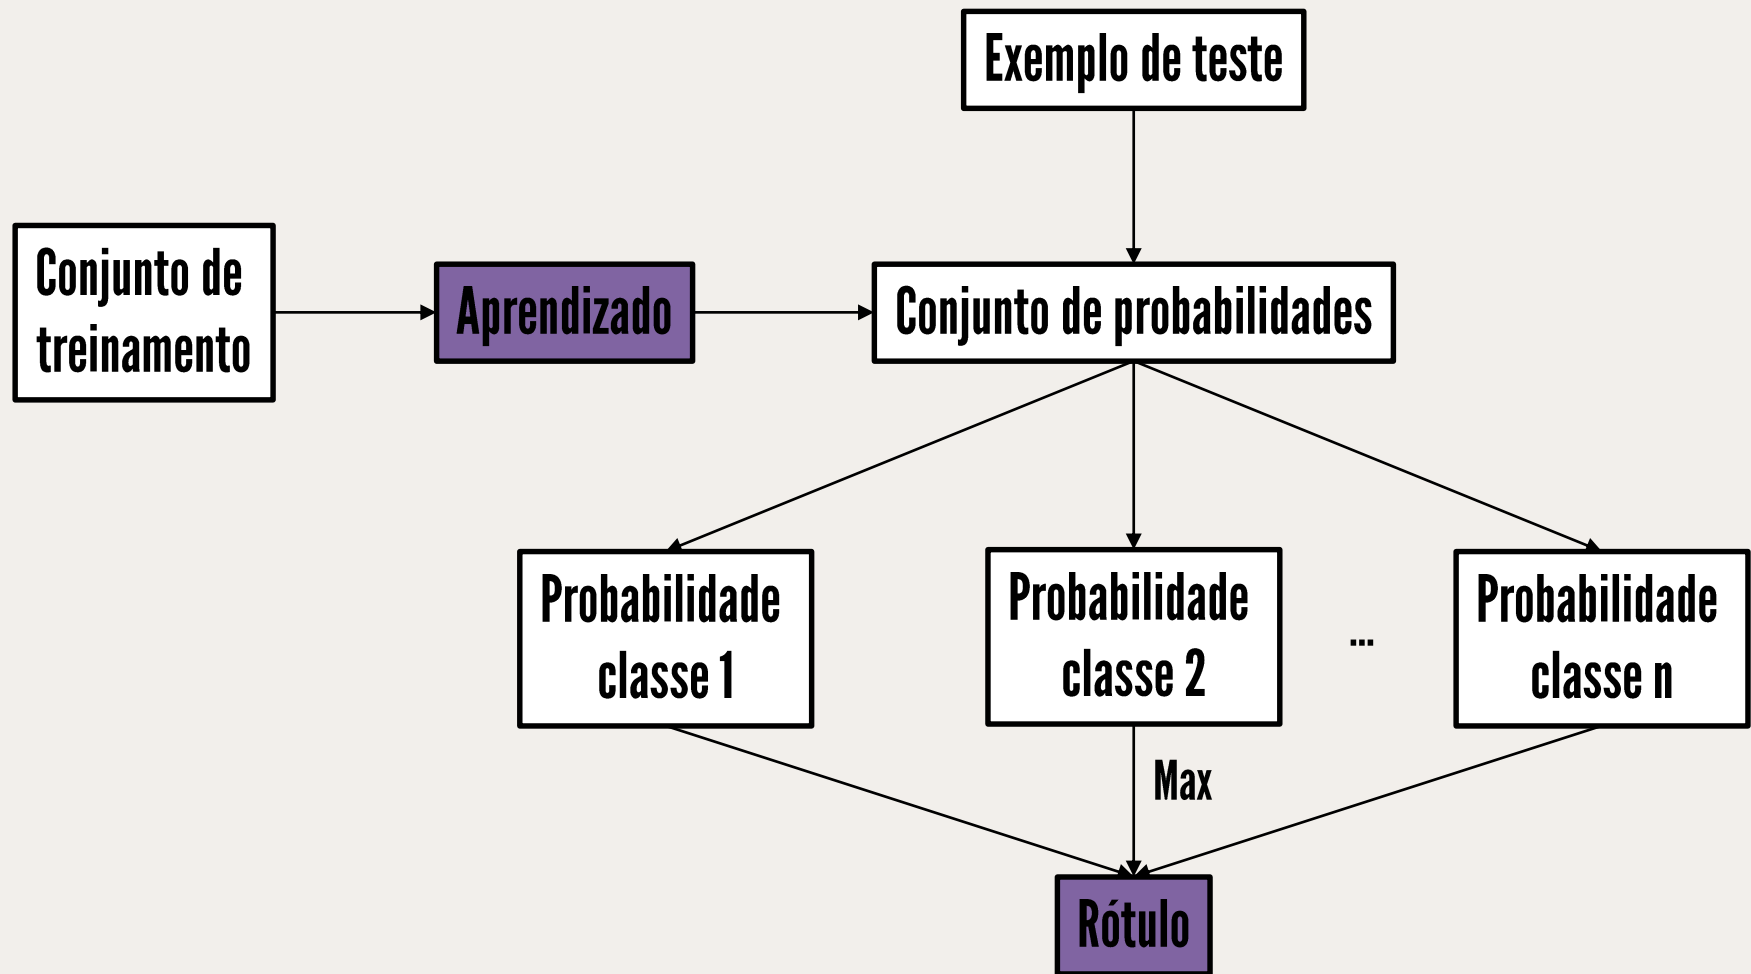 Exemplo de teste
Conjunto de
treinamento
Aprendizado
Conjunto de probabilidades
Probabilidade
classe 1
Probabilidade
classe 2
...
Probabilidade
classe n
Max
Rótulo